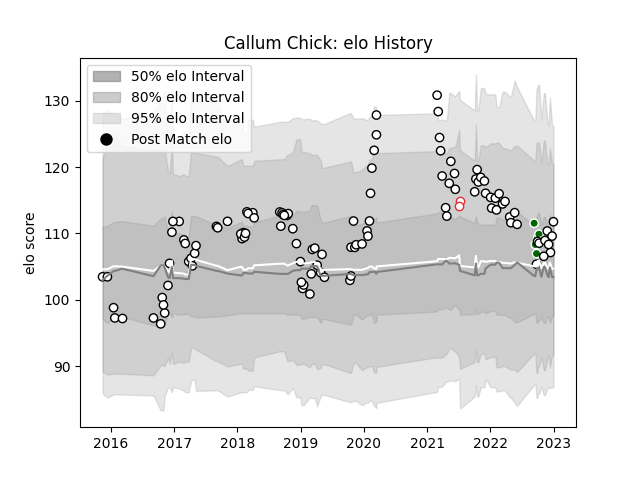 Callum Chick: elo History
50% elo Interval
80% elo Interval
95% elo Interval
Post Match elo
elo score
130
120
110
100
90
2016 2017 2018 2019 2020 2021 2022 2023